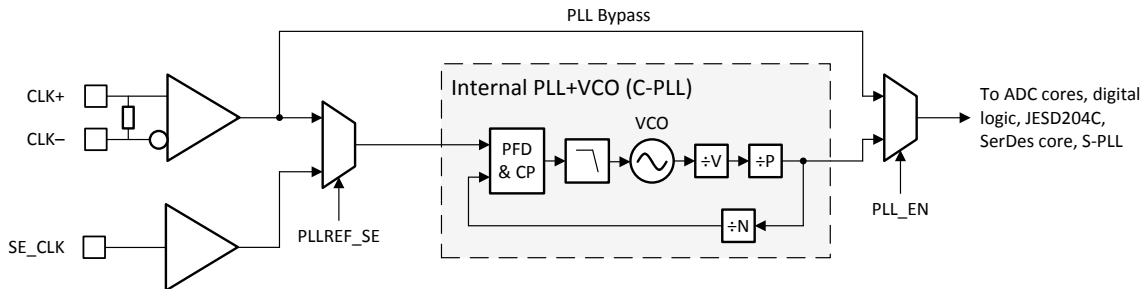 PLL Bypass
CLK+
CLK–
SE_CLK
PLLREF_SE
Internal PLL+VCO (C-PLL)
PFD
& CP
VCO
÷V
÷P
÷N
PLL_EN
To ADC cores, digital
logic, JESD204C,
SerDes core, S-PLL